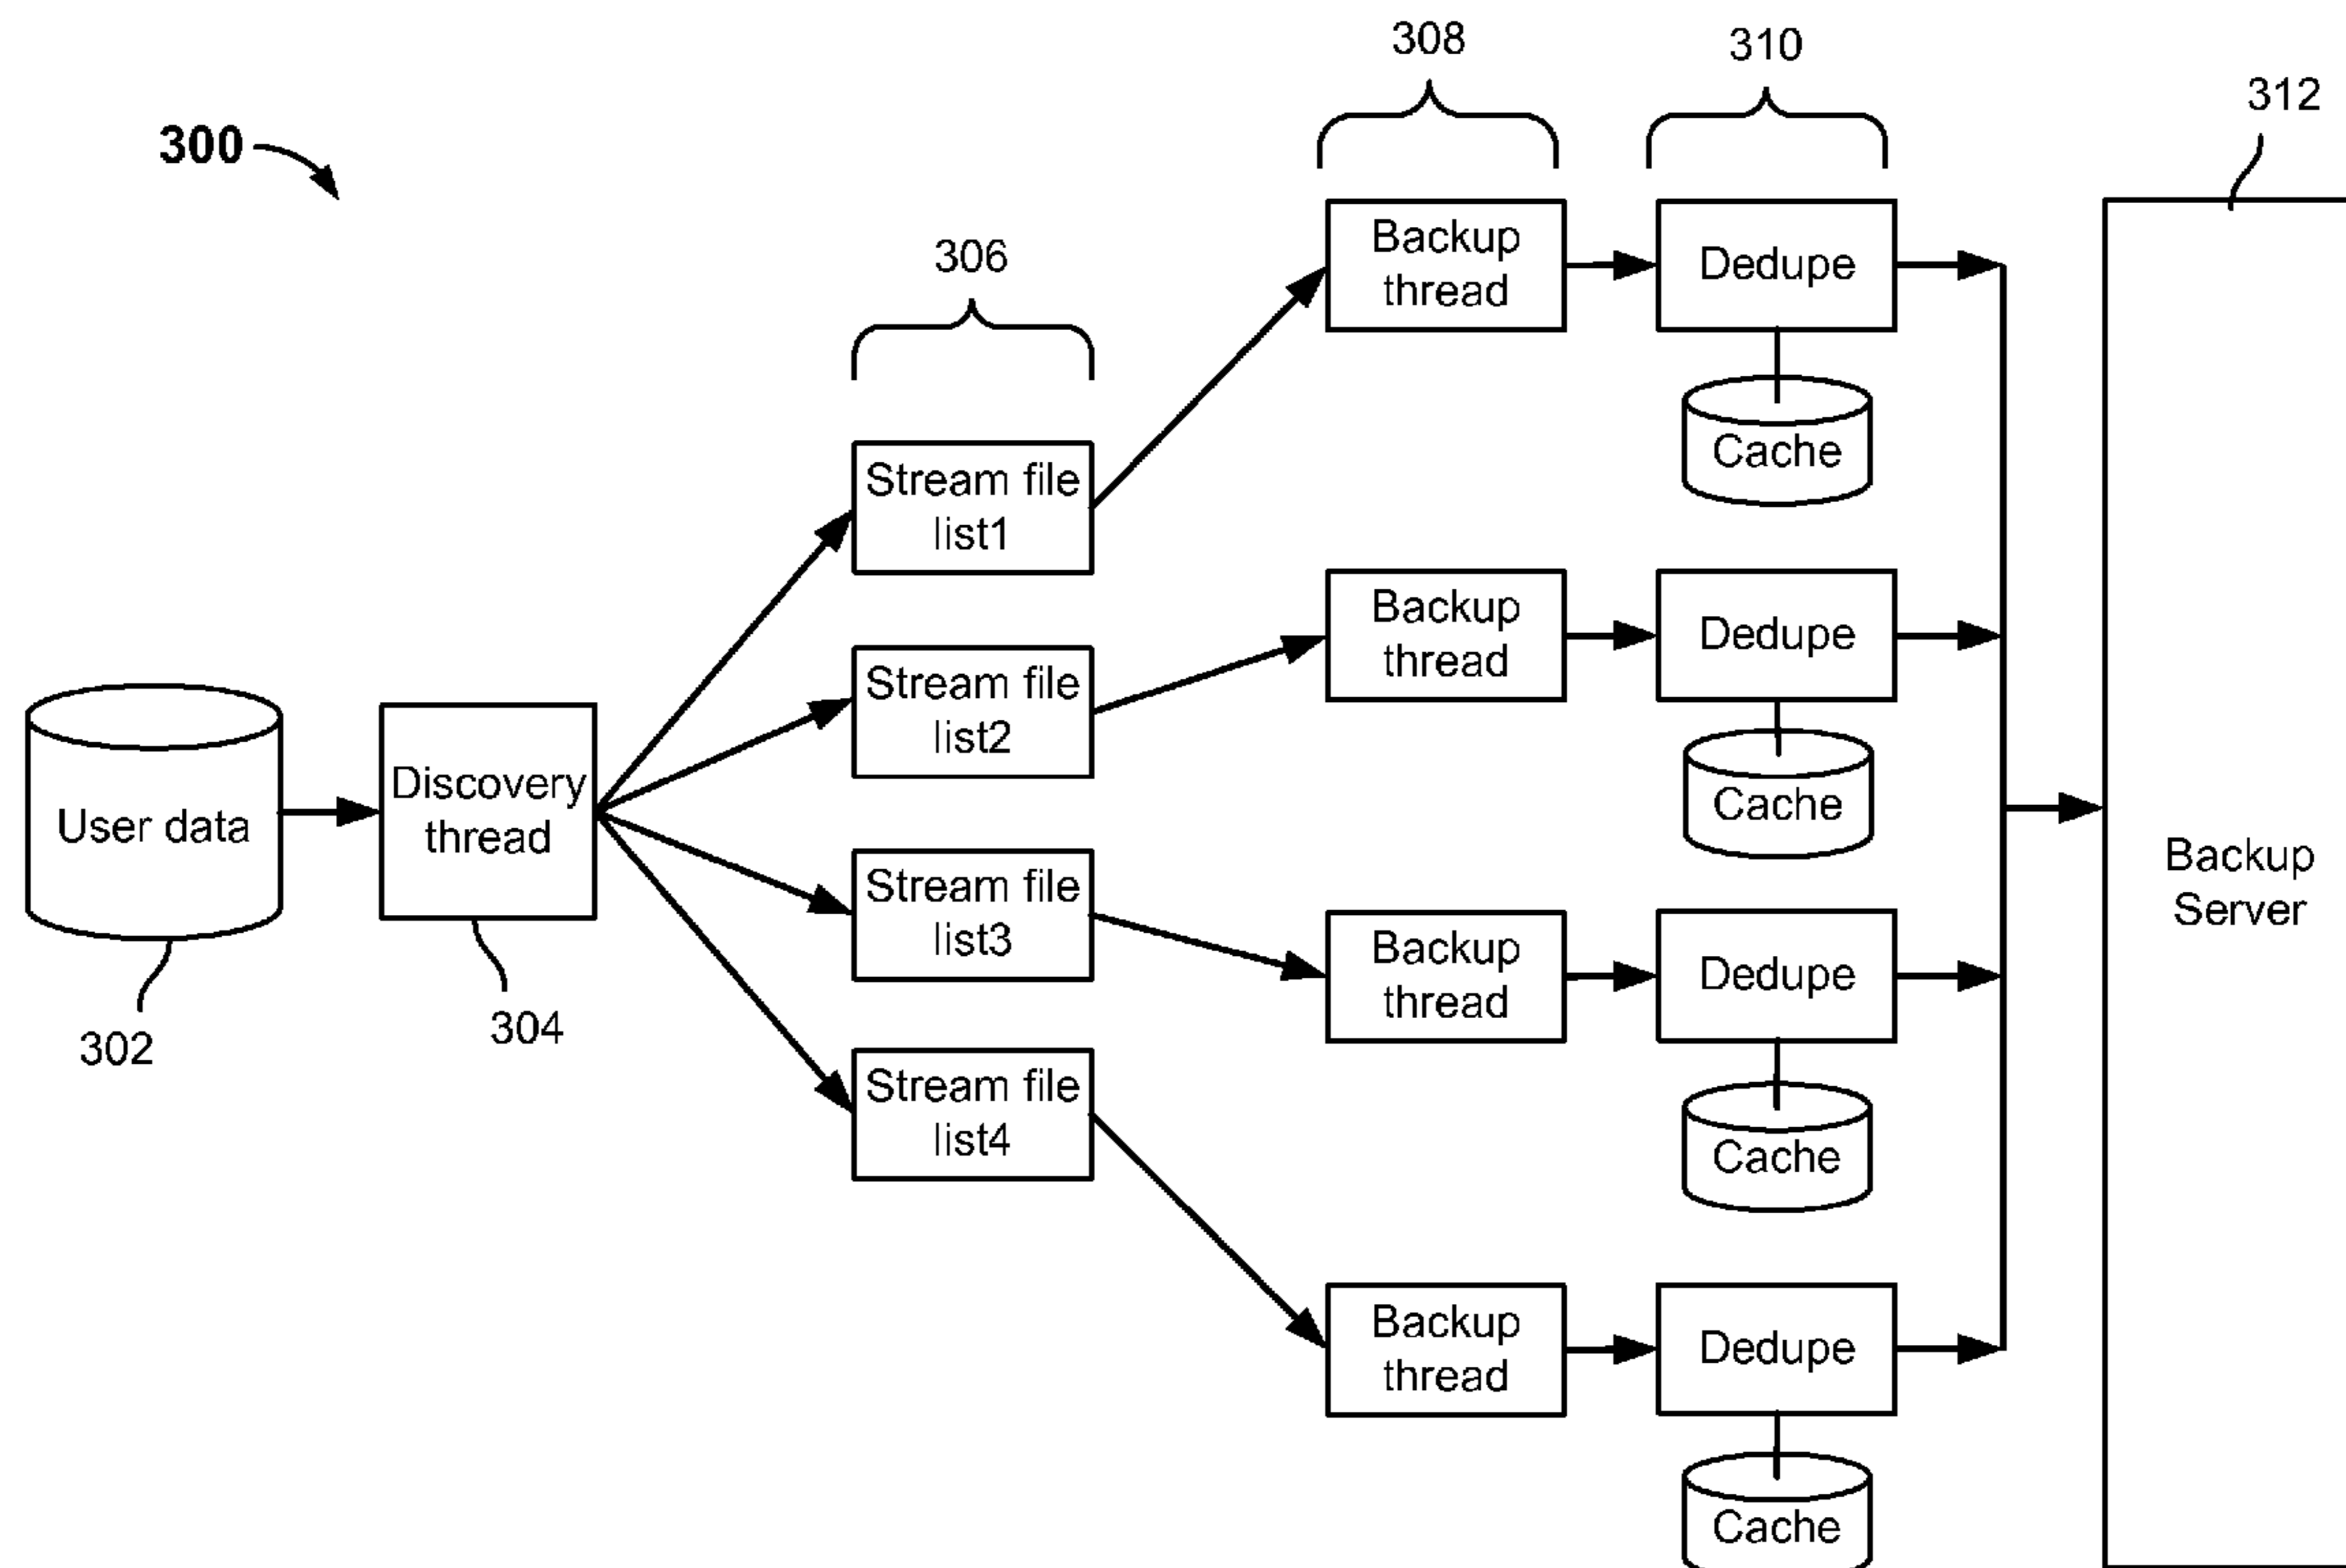 308
310
312
300
306
Backup
thread
Dedupe
Cache
Stream file
list1
Backup
thread
Dedupe
Cache
Stream file
list2
User data
Discovery
thread
Backup
Server
Stream file
list3
Backup
thread
Dedupe
Cache
302
304
Stream file
list4
Backup
thread
Dedupe
Cache